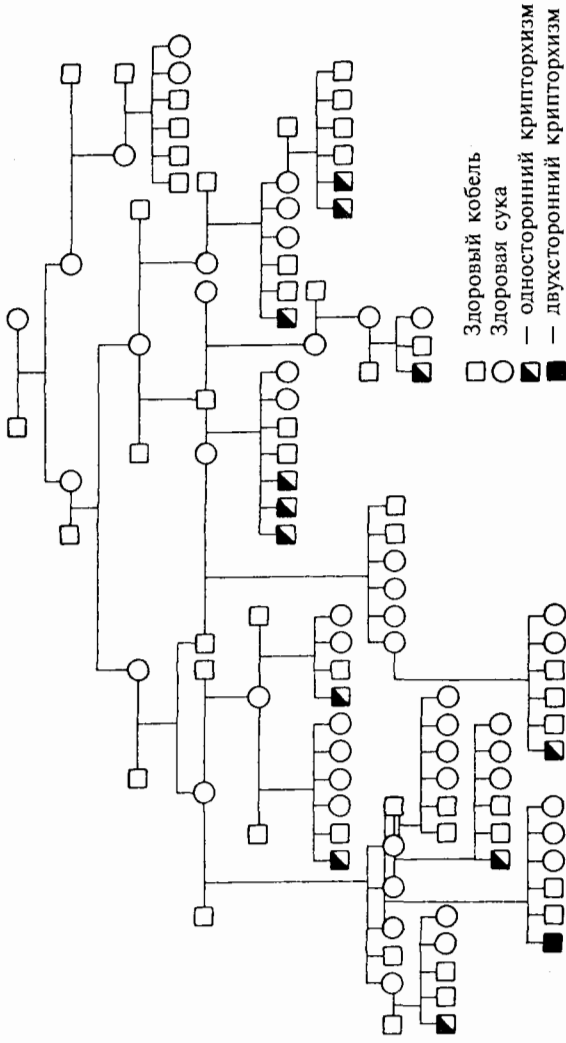 Здоровый кобель
Здоровая сука
— односторонний крипторхизм
— двухсторонний крипторхизм